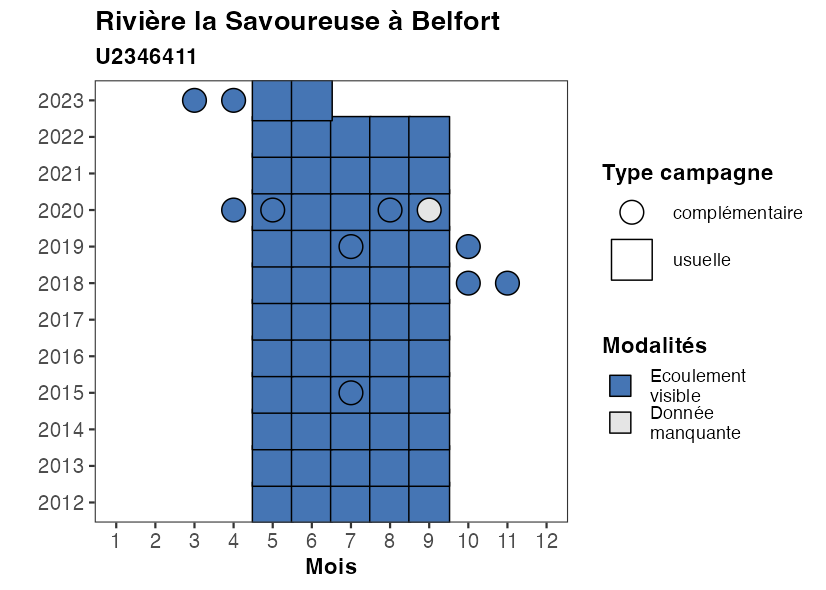 Rivière la Savoureuse à Belfort
U2346411
2023
2022
2021
2020
2019
2018
2017
2016
2015
2014
2013
2012
1 2 3 4 5 6 7 8 9 10 11 12
Mois
Type campagne
complémentaire
usuelle
Modalités
Ecoulement
visible
Donnée
manquante